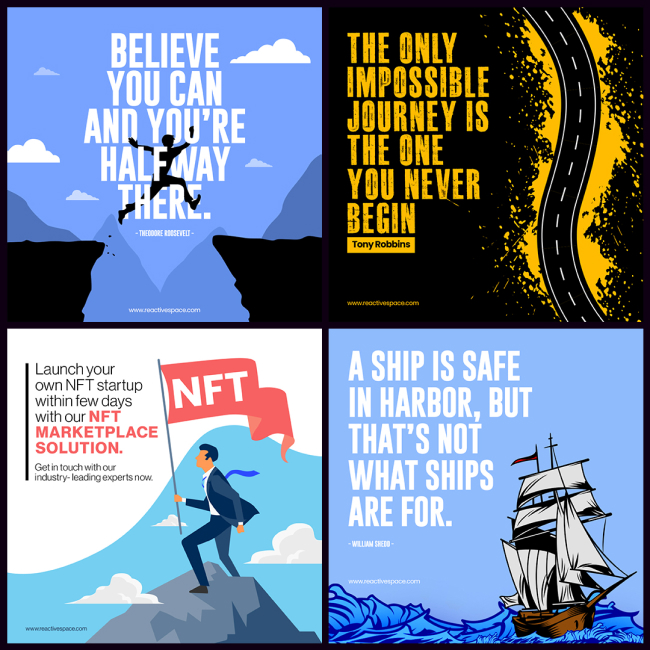 BELIEVE
YOU CAN
AND YOU'RE
HALFWAY
THERE.
- THEODORE ROOSEVELT -
www.reactivespace.com
THE ONLY
IMPOSSIBLE
JOURNEY IS
THE ONE
YOU NEVER
BEGIN
Tony Robbins
www.reactivespace.com
Launch your
own NFT startup
within few days
with our NFT
MARKETPLACE
SOLUTION.
Get in touch with our
industry-leading experts now.
NFT
www.reactivespace.com
A SHIP IS SAFE
IN HARBOR, BUT
THAT'S NOT
WHAT SHIPS
ARE FOR.
- WILLIAM SHEDD -
www.reactivespace.com